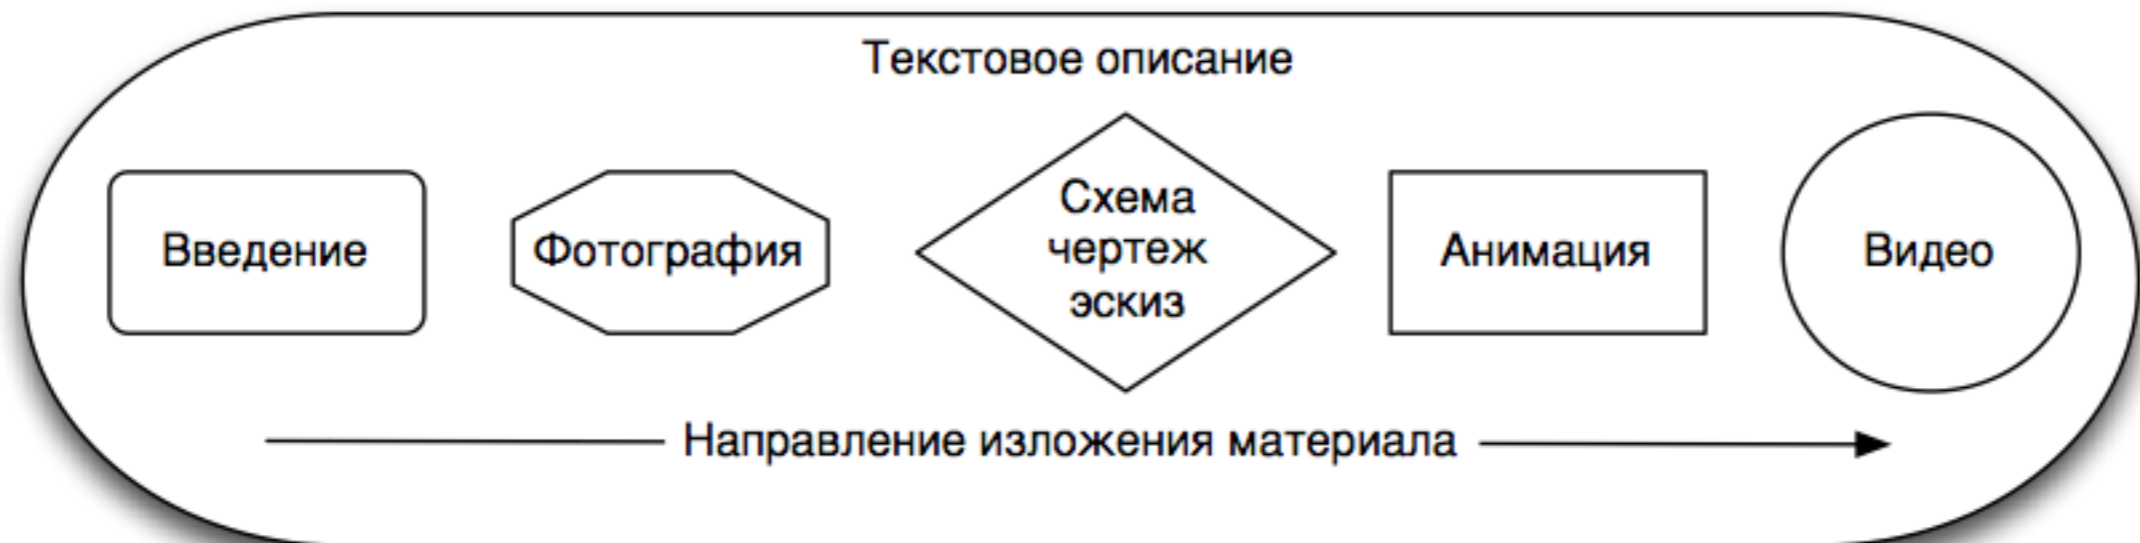 Текстовое описание
Введение
Фотография
Схема
чертеж
эскиз
Анимация
Видео
Направление изложения материала